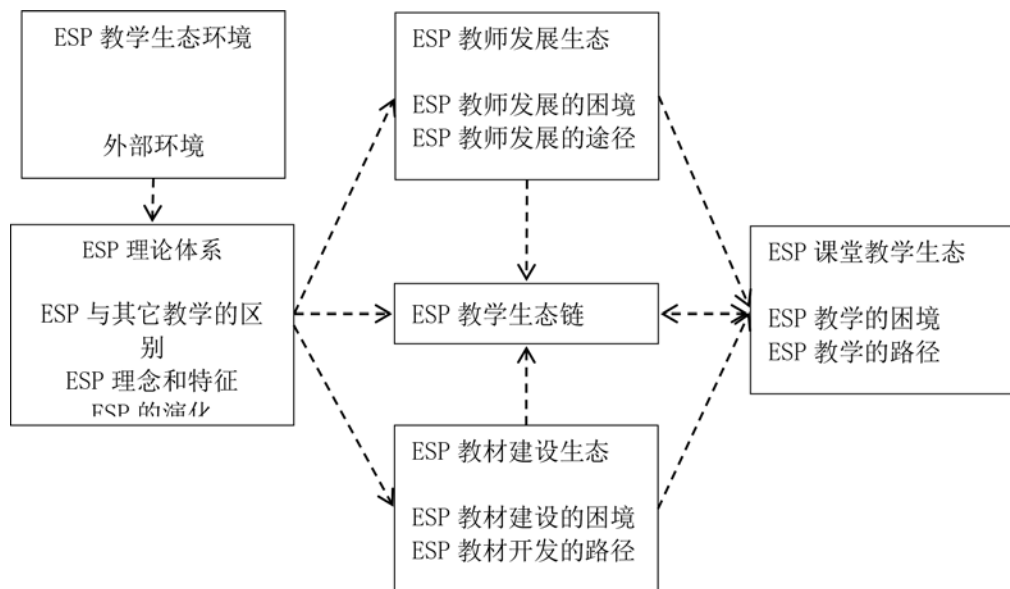 ESP 教学生态环境
外部环境
ESP 理论体系
ESP 与其它教学的区
别
ESP 理念和特征
ESP 的演化
ESP 教师发展生态
ESP 教师发展的困境
ESP 教师发展的途径
ESP 教学生态链
ESP 教材建设生态
ESP 教材建设的困境
ESP 教材开发的路径
ESP 课堂教学生态
ESP 教学的困境
ESP 教学的路径